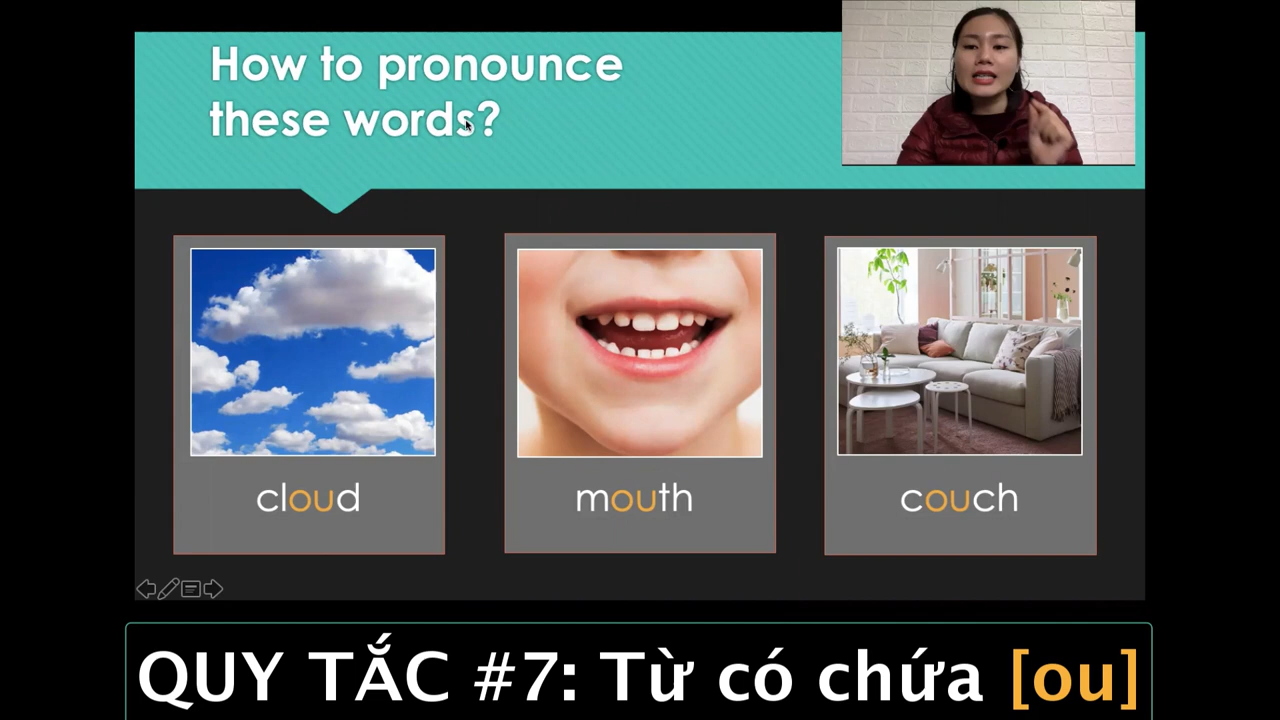 How to pronounce
these words?
cloud
mouth
couch
QUY TẮC #7: Từ có chứa [ou]